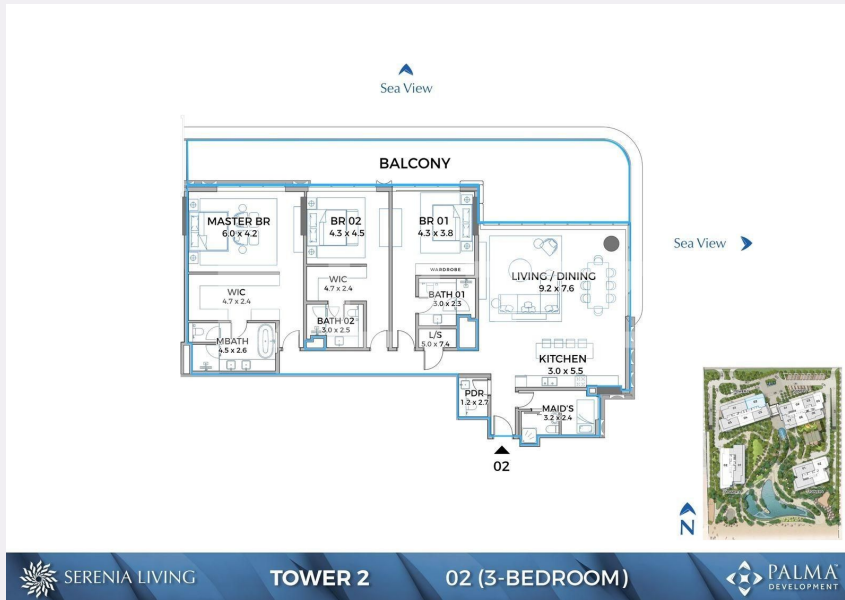 Sea View
BALCONY
MASTER BR
6.0 x 4.2
BR 02
4.3 x 4.5
BR 01
4.3 x 3.8
Sea View
WARDROBE
LIVING / DINING
9.2 x 7.6
WIC
4.7 x 2.4
WIC
4.7 x 2.4
BATH 01
3.0 x 2.3
BATH 02
3.0 x 2.5
MBATH
4.5 x 2.6
L/S
5.0 x 7.4
KITCHEN
3.0 x 5.5
PDR
1.2 x 2.7
MAID'S
3.2 x 2.4
02
N
SERENIA LIVING
TOWER 2
02 (3-BEDROOM)
PALMA
DEVELOPMENT